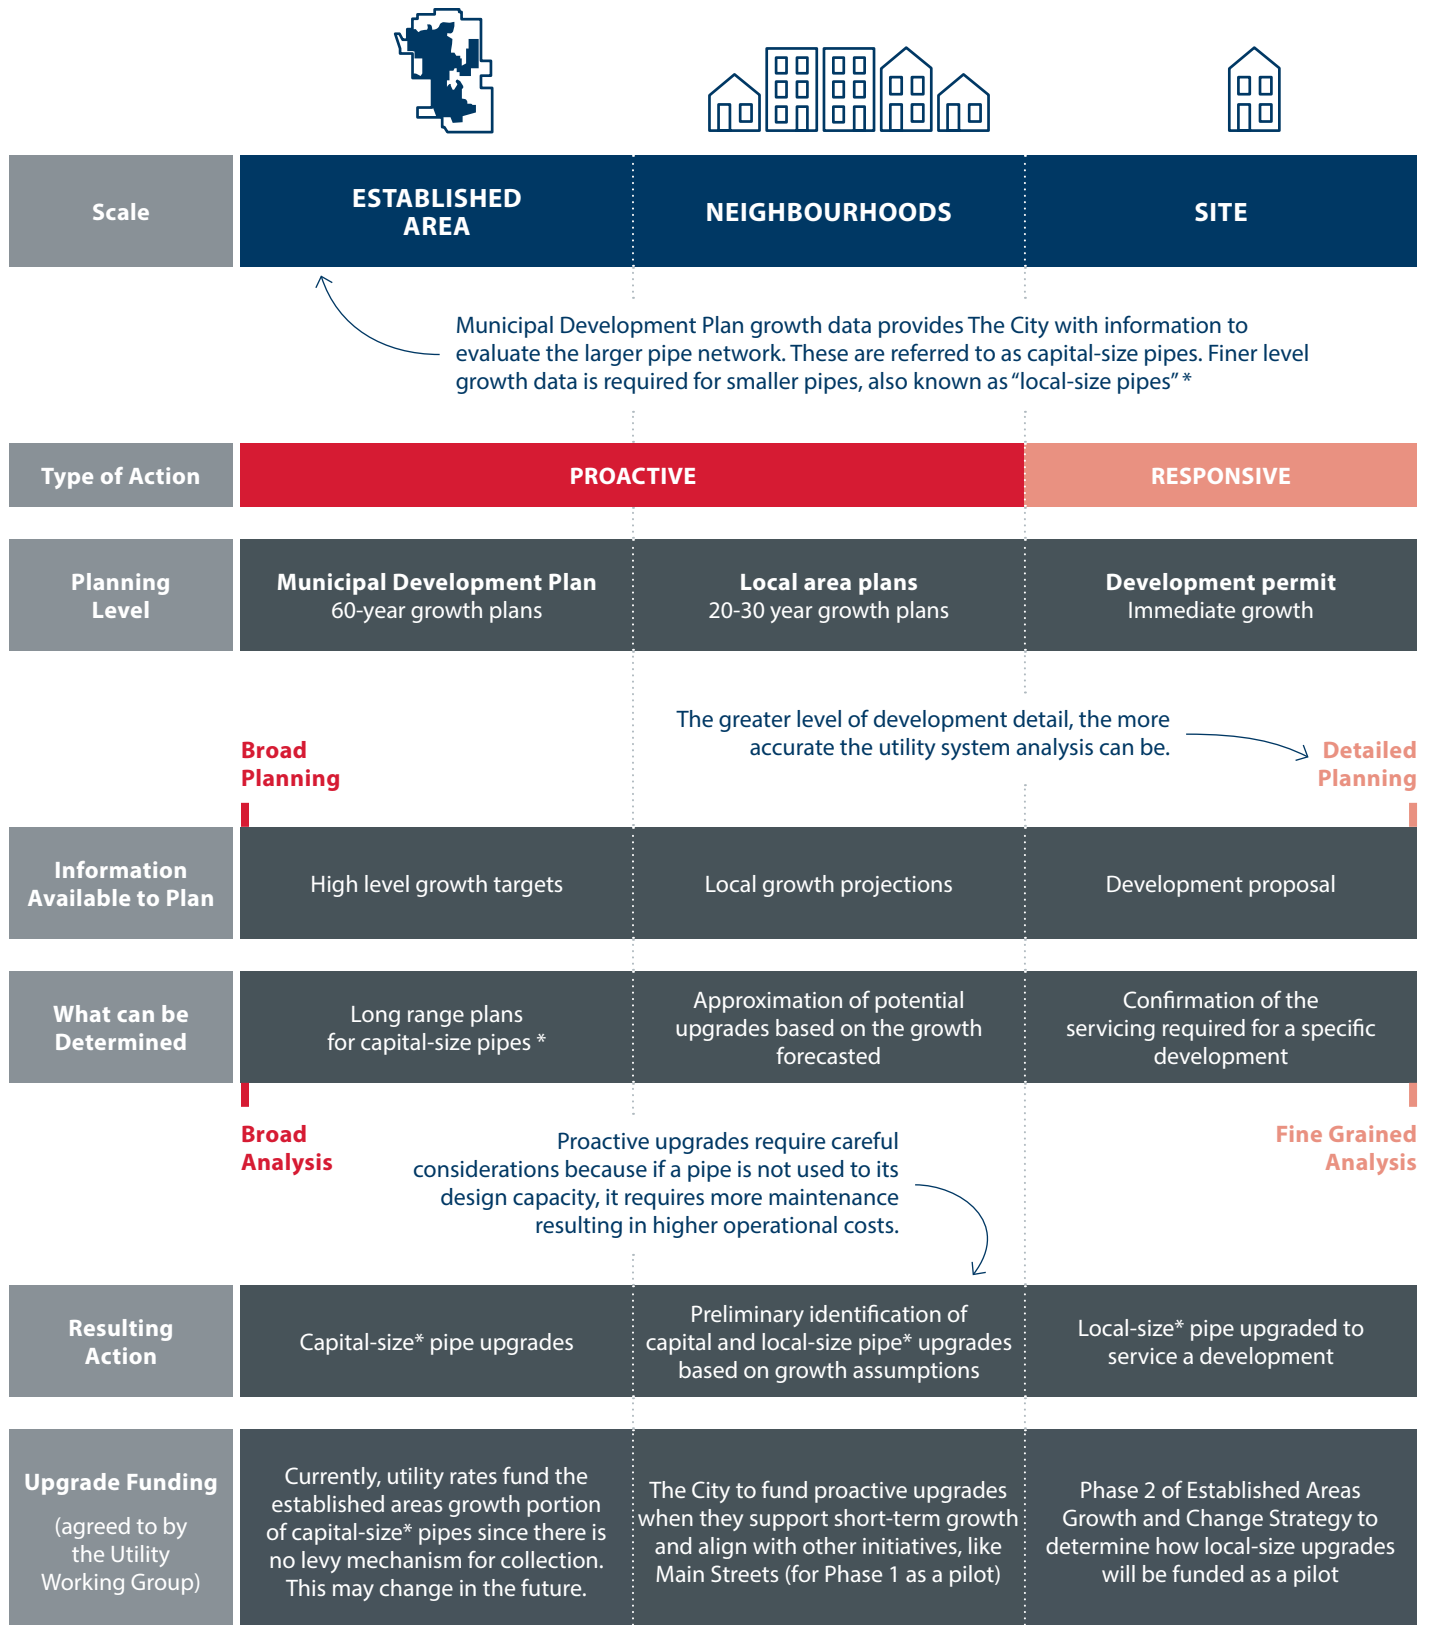 Scale
ESTABLISHED
AREA
NEIGHBOURHOODS
SITE
Municipal Development Plan growth data provides The City with information to
evaluate the larger pipe network. These are referred to as capital-size pipes. Finer level
growth data is required for smaller pipes, also known as “local-size pipes” *
Type of Action
PROACTIVE
RESPONSIVE
Planning
Level
Municipal Development Plan
60-year growth plans
Local area plans
20-30 year growth plans
Development permit
Immediate growth
The greater level of development detail, the more
accurate the utility system analysis can be.
Broad
Planning
Detailed
Planning
Information
Available to Plan
High level growth targets
Local growth projections
Development proposal
What can be
Determined
Long range plans
for capital-size pipes *
Approximation of potential
upgrades based on the growth
forecasted
Confirmation of the
servicing required for a specific
development
Broad
Analysis
Fine Grained
Analysis
Proactive upgrades require careful
considerations because if a pipe is not used to its
design capacity, it requires more maintenance
resulting in higher operational costs.
Resulting
Action
Capital-size* pipe upgrades
Preliminary identification of
capital and local-size pipe* upgrades
based on growth assumptions
Local-size* pipe upgraded to
service a development
Upgrade Funding
(agreed to by
the Utility
Working Group)
Currently, utility rates fund the
established areas growth portion
of capital-size* pipes since there is
no levy mechanism for collection.
This may change in the future.
The City to fund proactive upgrades
when they support short-term growth
and align with other initiatives, like
Main Streets (for Phase 1 as a pilot)
Phase 2 of Established Areas
Growth and Change Strategy to
determine how local-size upgrades
will be funded as a pilot